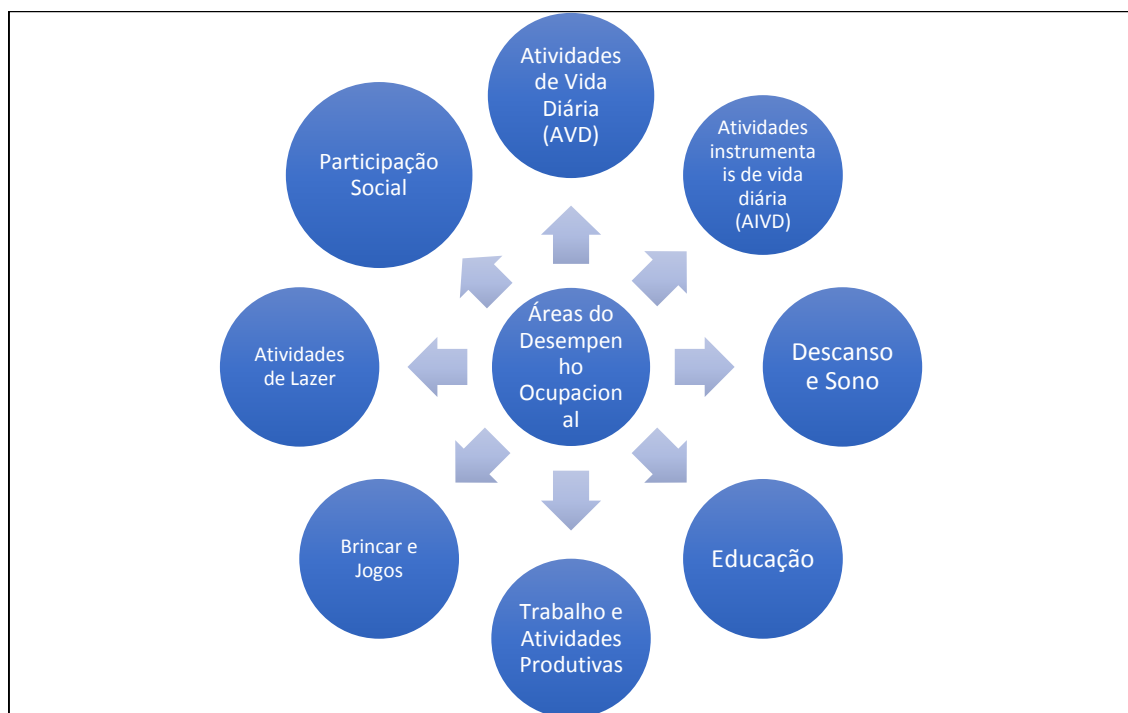 Atividades
de Vida
Diária
(AVD)
Atividades
instrumenta
is de vida
diária
(AIVD)
Participação
Social
Áreas do
Desempen
ho
Ocupacion
al
Descanso
e Sono
Atividades
de Lazer
Educação
Brincar e
Jogos
Trabalho e
Atividades
Produtivas